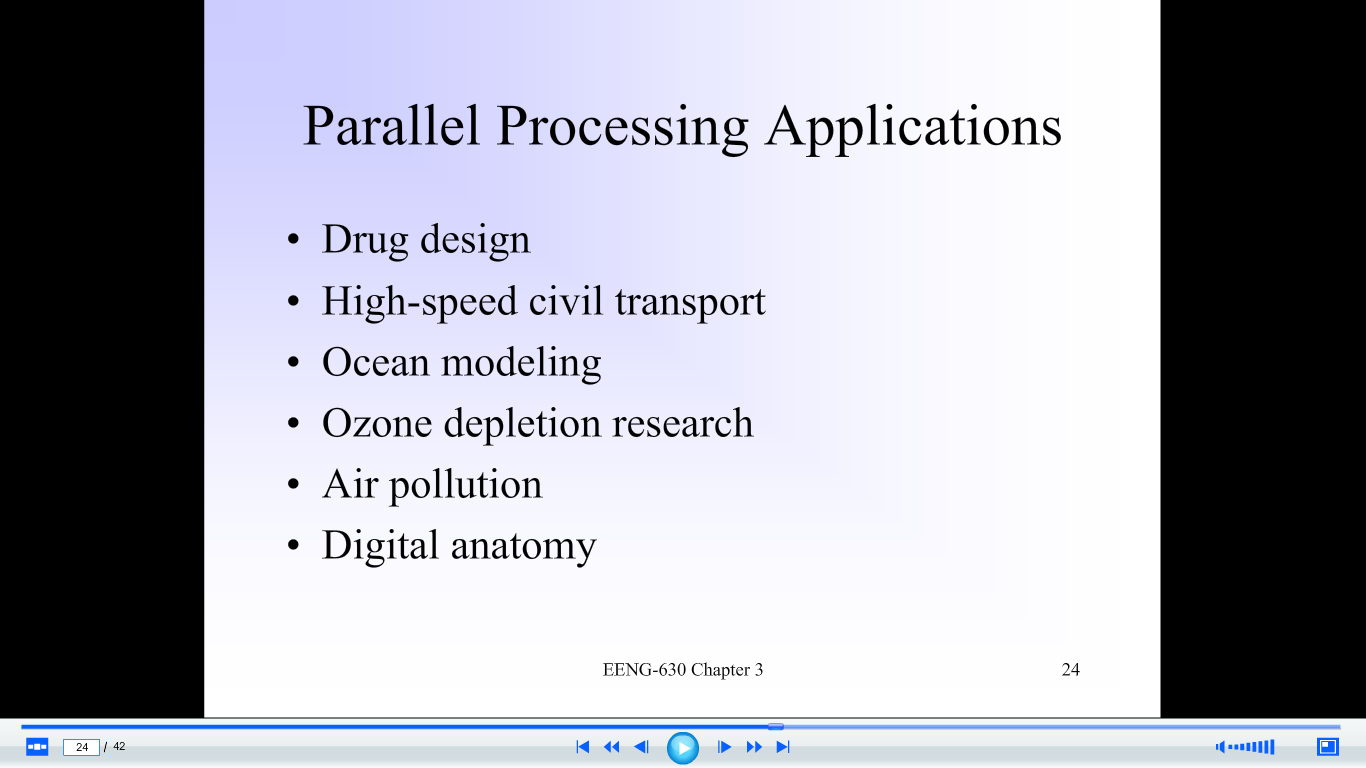 Parallel Processing Applications
• Drug design
• High-speed civil transport
• Ocean modeling
• Ozone depletion research
• Air pollution
• Digital anatomy
EENG-630 Chapter 3 24
24 / 42